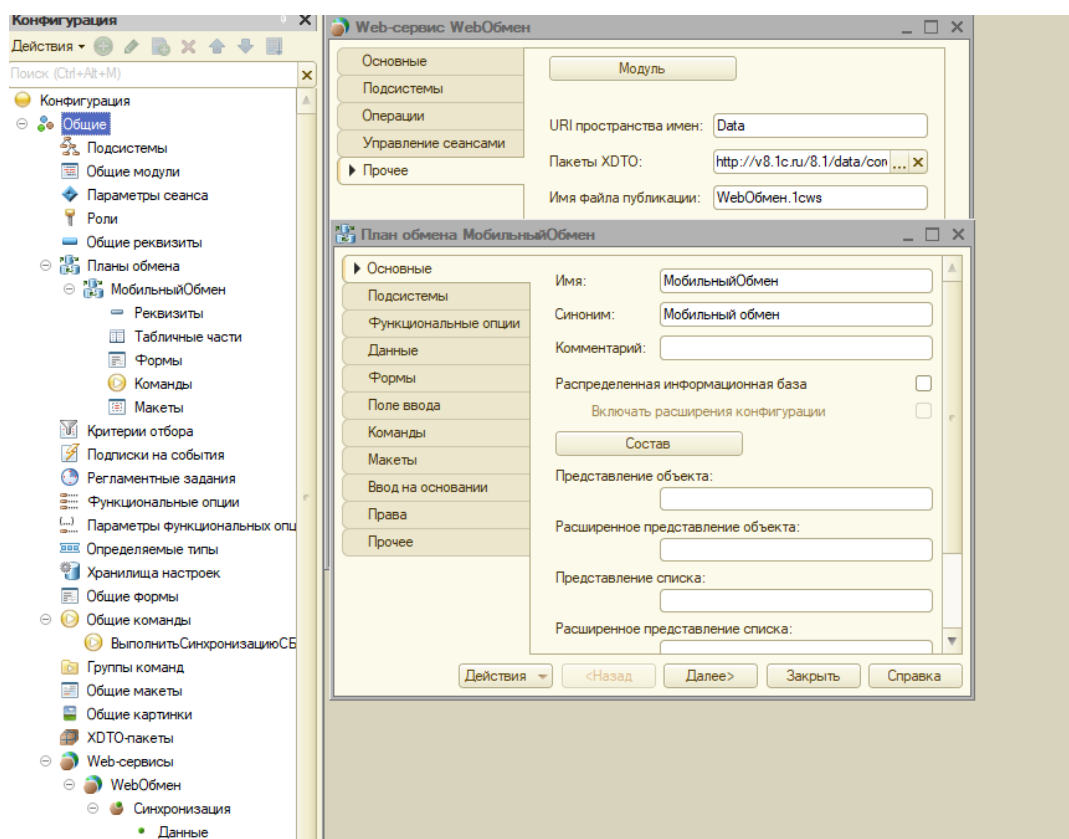 Конфигурация
Действия
Поиск (Ctrl+Alt+M)
Конфигурация
Общие
Подсистемы
Общие модули
Параметры сеанса
Роли
Общие реквизиты
Планы обмена
МобильныйОбмен
Реквизиты
Табличные части
Формы
Команды
Макеты
Критерии отбора
Подписки на события
Регламентные задания
Функциональные опции
Параметры функциональных опц
Определяемые типы
Хранилища настроек
Общие формы
Общие команды
ВыполнитьСинхронизациюСБ
Группы команд
Общие макеты
Общие картинки
XDTO-пакеты
Web-сервисы
WebОбмен
Синхронизация
Данные
Web-сервис WebОбмен
Основные
Подсистемы
Операции
Управление сеансами
Прочее
Модуль
URI пространства имен: Data
Пакеты XDTO: http://v8.1c.ru/8.1/data/cor ...
Имя файла публикации: WebОбмен.1cws
План обмена МобильныйОбмен
Основные
Подсистемы
Функциональные опции
Данные
Формы
Поле ввода
Команды
Макеты
Ввод на основании
Права
Прочее
Имя: МобильныйОбмен
Синоним: Мобильный обмен
Комментарий:
Распределенная информационная база
Включать расширения конфигурации
Состав
Представление объекта:
Расширенное представление объекта:
Представление списка:
Расширенное представление списка:
Действия <Назад Далее> Закрыть Справка